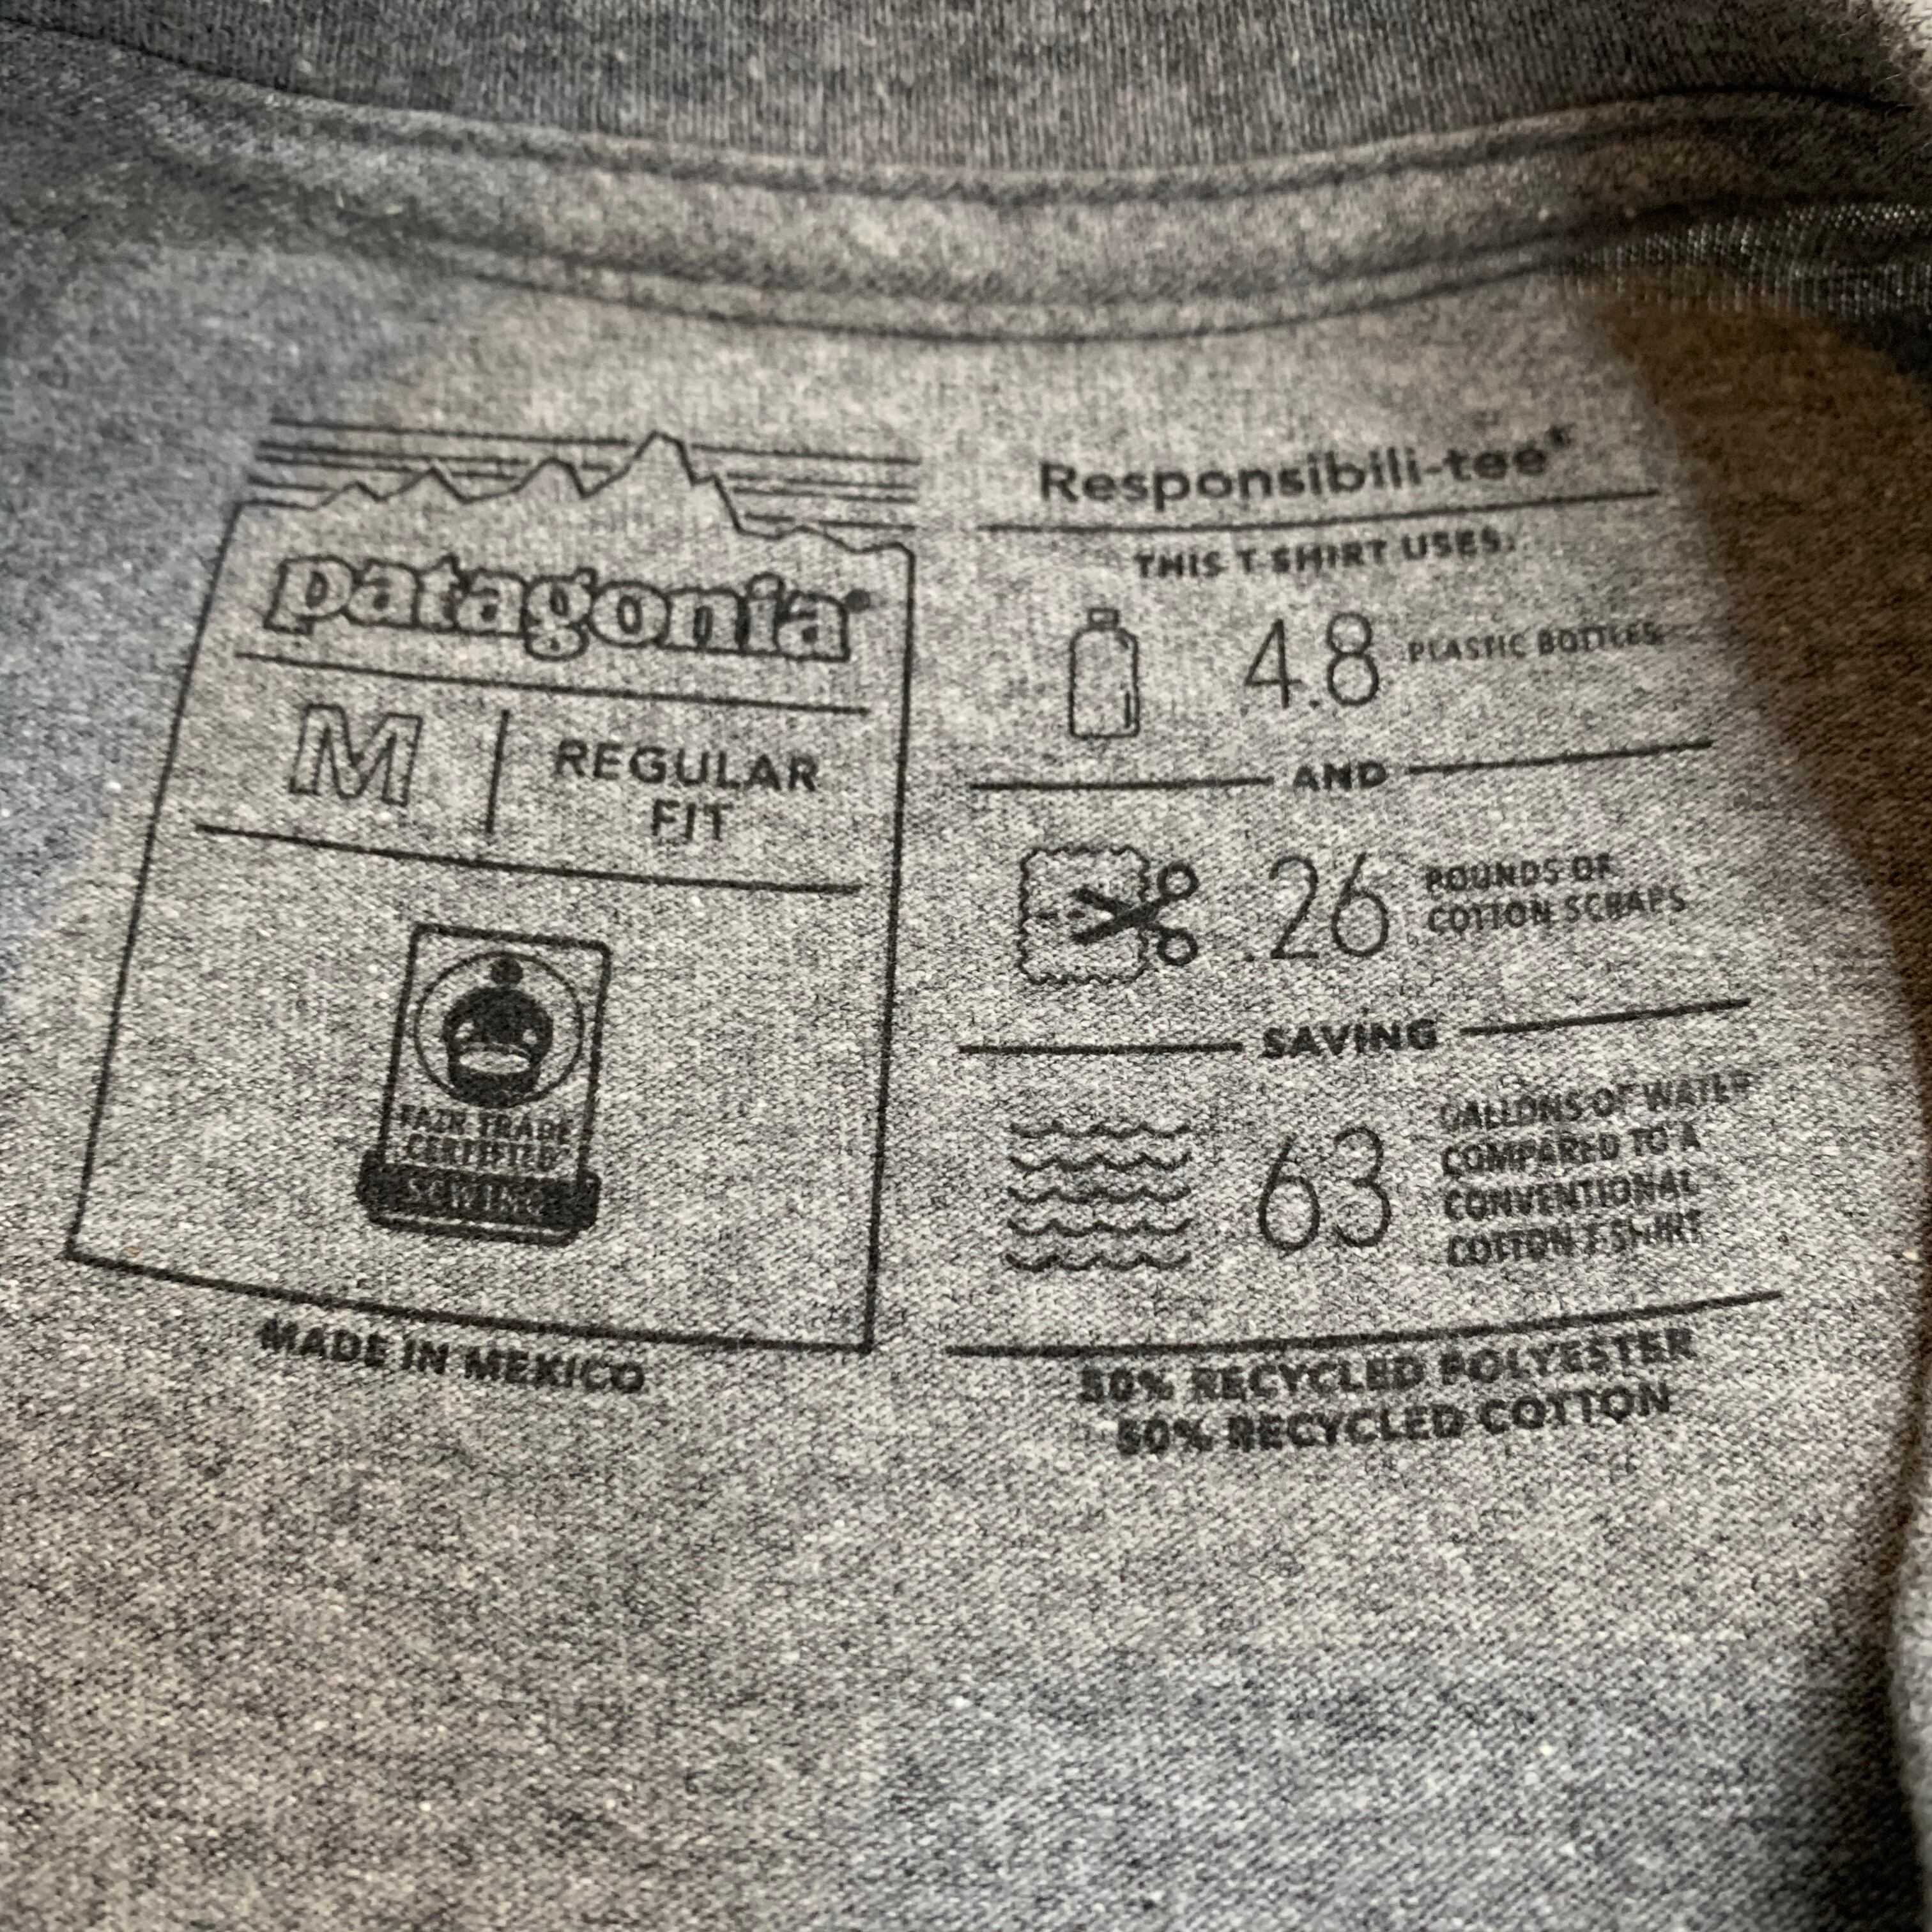 patagonia®
M
REGULAR
FIT
FAIR TRADE
CERTIFIED
SEWING
MADE IN MEXICO
Responsibili-tee®
THIS T-SHIRT USES:
4.8 PLASTIC BOTTLES
AND
.26 POUNDS OF
COTTON SCRAPS
SAVING
63 GALLONS OF WATER
COMPARED TO A
CONVENTIONAL
COTTON T-SHIRT
50% RECYCLED POLYESTER
50% RECYCLED COTTON